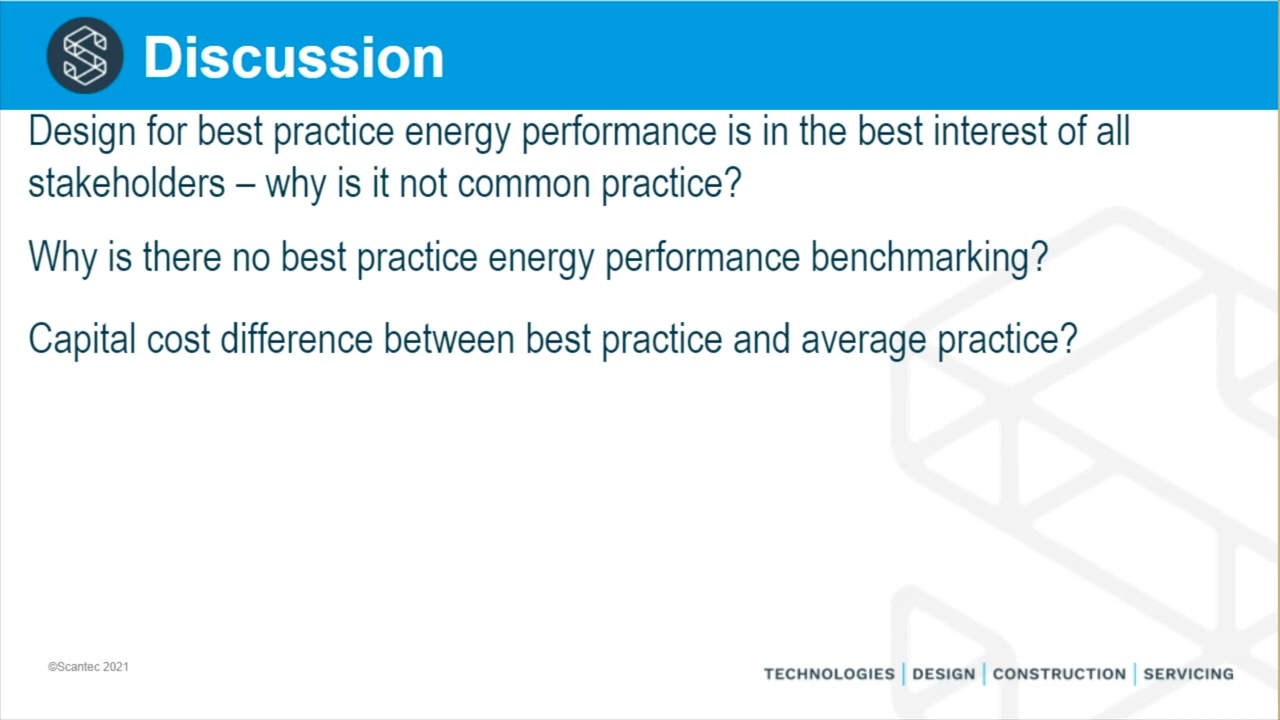 Discussion
Design for best practice energy performance is in the best interest of all
stakeholders – why is it not common practice?
Why is there no best practice energy performance benchmarking?
Capital cost difference between best practice and average practice?
©Scantec 2021
TECHNOLOGIES | DESIGN | CONSTRUCTION | SERVICING